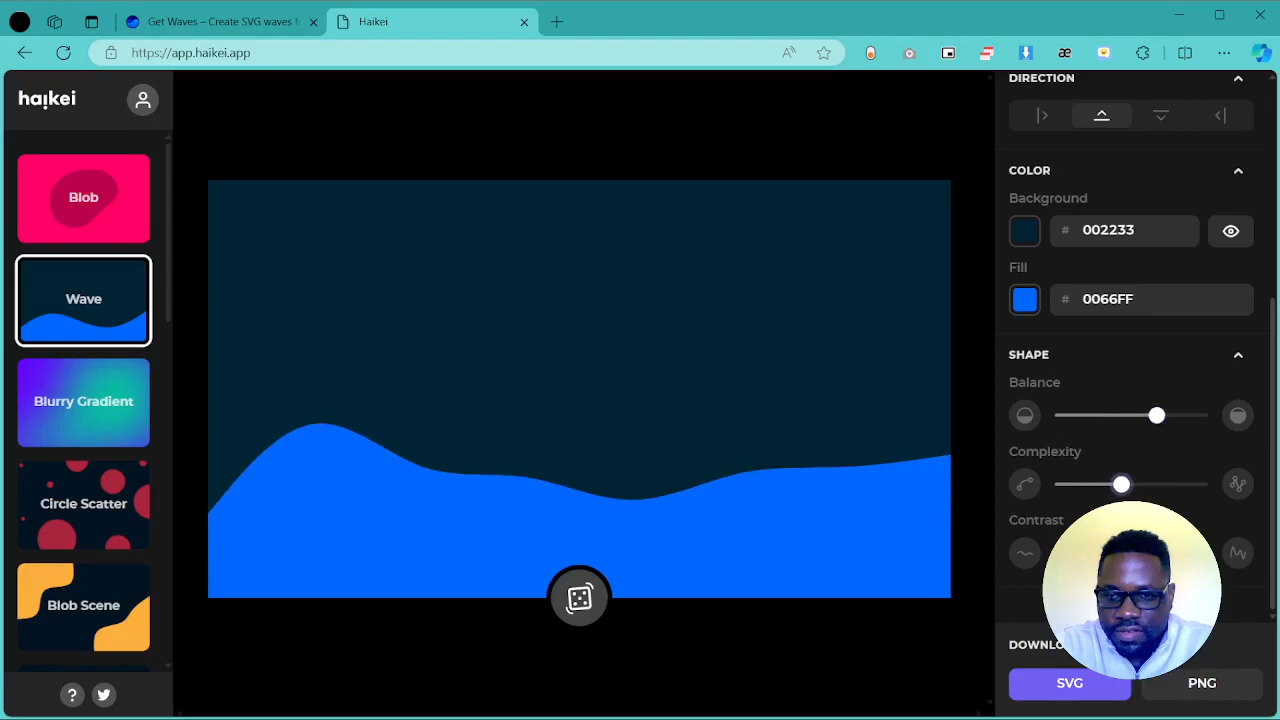 Get Waves – Create SVG waves f
Haikei
https://app.haikei.app
haikei
Blob
Wave
Blurry Gradient
Circle Scatter
Blob Scene
DIRECTION
COLOR
Background
# 002233
Fill
# 0066FF
SHAPE
Balance
Complexity
Contrast
DOWNLO
SVG
PNG